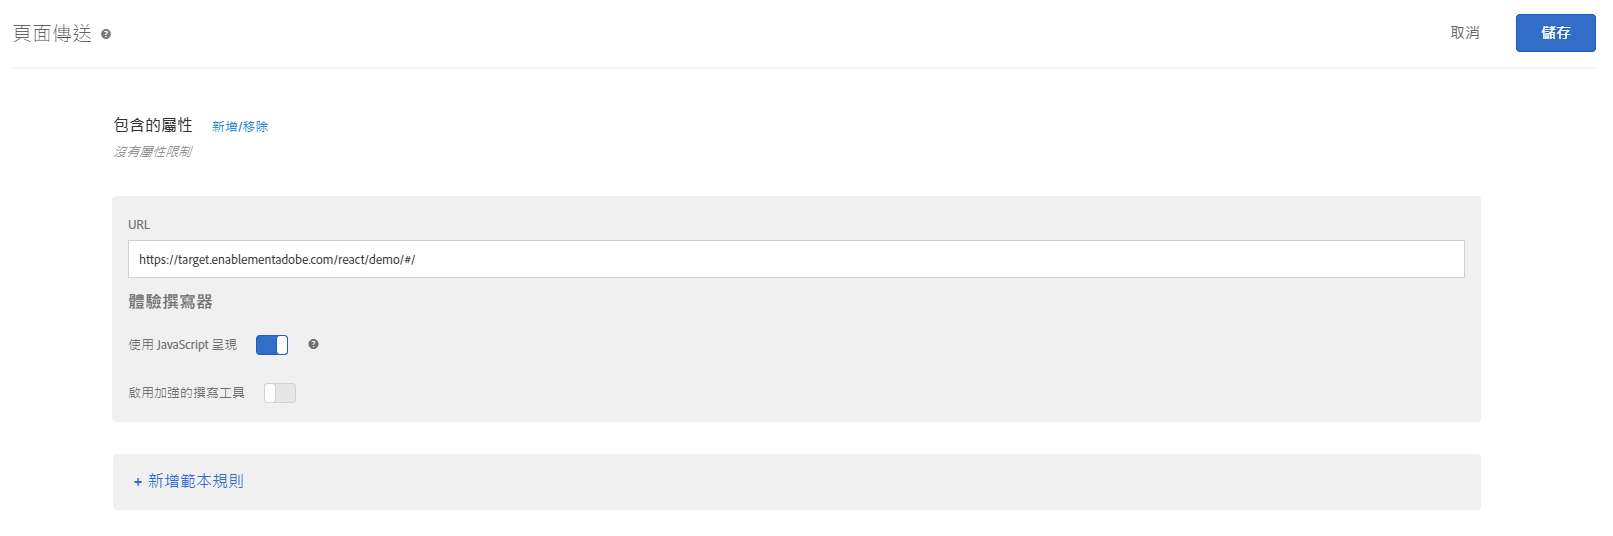 頁面傳送
取消
儲存
包含的屬性 新增/移除
沒有屬性限制
URL
https://target.enablementadobe.com/react/demo/#/
體驗撰寫器
使用 JavaScript 呈現
啟用加強的撰寫工具
+ 新增範本規則